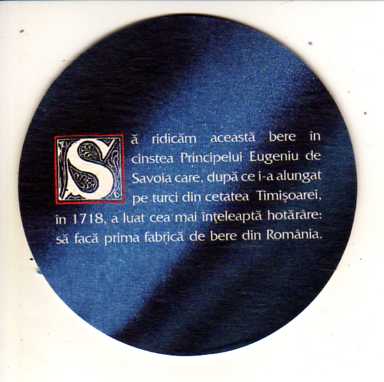 Să ridicăm această bere în
cinstea Principelui Eugeniu de
Savoia care, după ce i-a alungat
pe turci din cetatea Timişoarei,
în 1718, a luat cea mai înţeleaptă hotărâre:
să facă prima fabrică de bere din România.